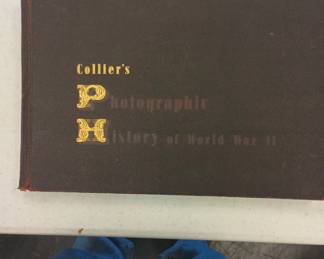 Collier's
Photographic
History of World War II